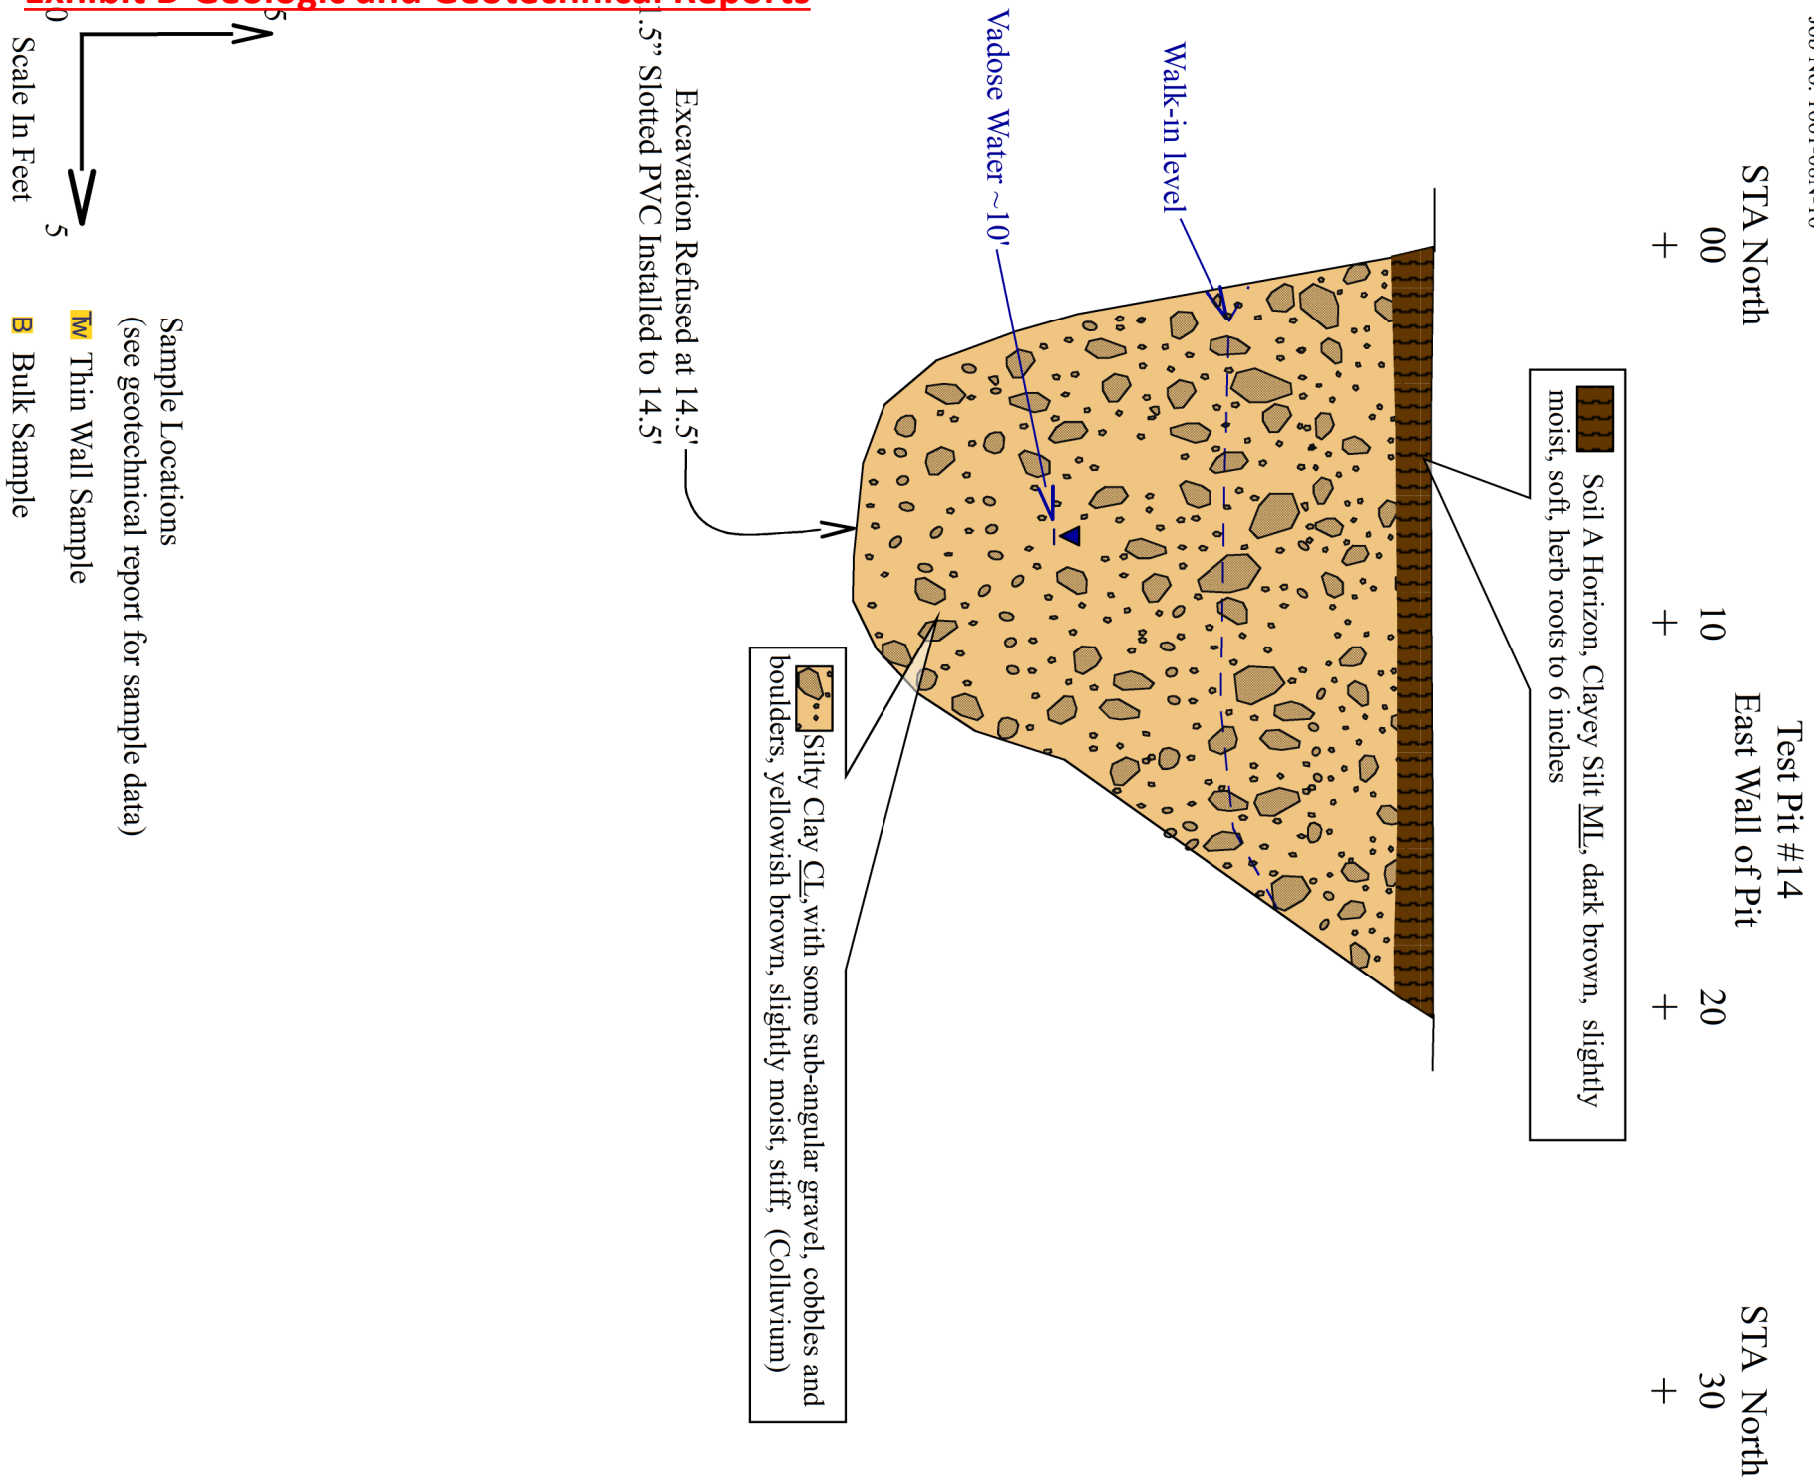 Exhibit D Geologic and Geotechnical Reports
Test Pit #14
East Wall of Pit
STA North
00
+
10
+
20
+
STA North
30
+
Soil A Horizon, Clayey Silt ML, dark brown, slightly
moist, soft, herb roots to 6 inches
Walk-in level
Vadose Water ~10'
Silty Clay CL, with some sub-angular gravel, cobbles and
boulders, yellowish brown, slightly moist, stiff, (Colluvium)
Excavation Refused at 14.5'
1.5” Slotted PVC Installed to 14.5'
5
0
5
Scale In Feet
Sample Locations
(see geotechnical report for sample data)
Tw Thin Wall Sample
B Bulk Sample